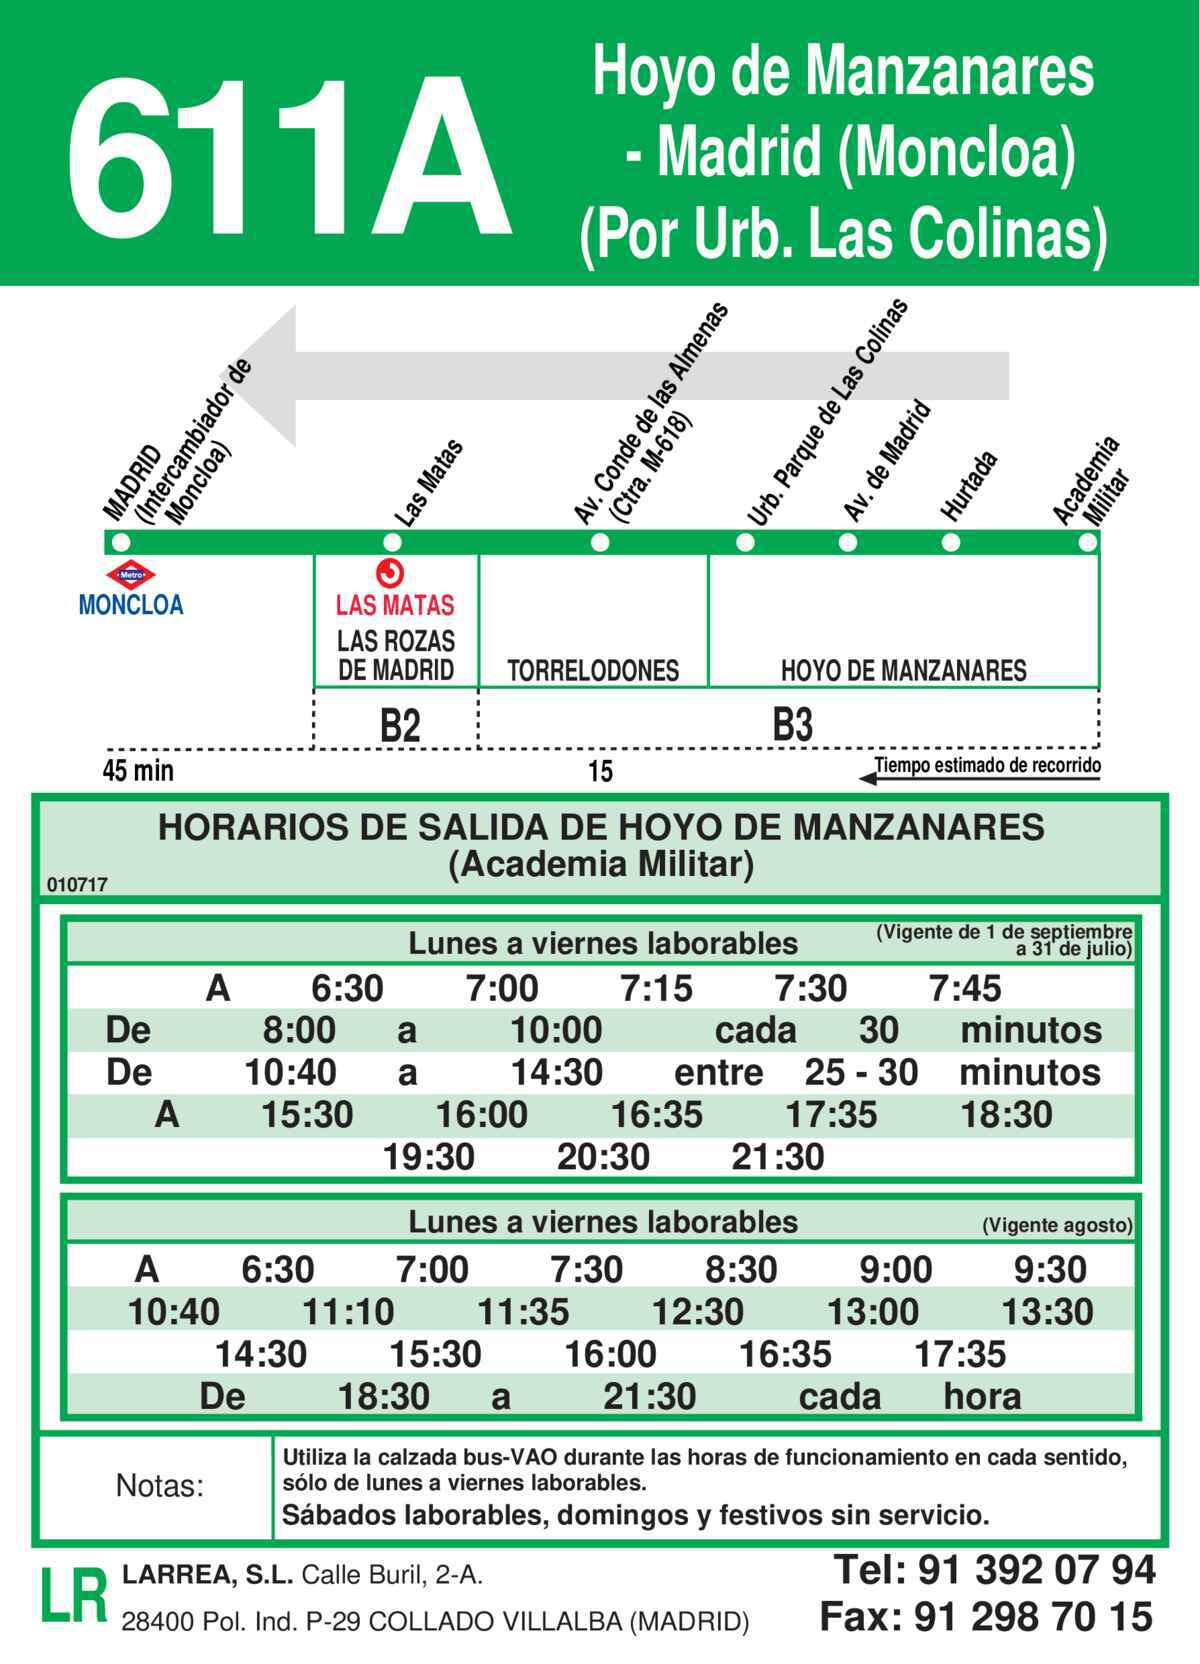 611A
Hoyo de Manzanares
- Madrid (Moncloa)
(Por Urb. Las Colinas)
MADRID
(Intercambiador de
Moncloa)
Las Matas
Av. Conde de las Almenas
(Ctra. M-618)
Urb. Parque de Las Colinas
Av. de Madrid
Hurtada
Academia
Militar
Metro
MONCLOA
LAS MATAS
LAS ROZAS
DE MADRID
TORRELODONES
HOYO DE MANZANARES
B2
B3
45 min
15
Tiempo estimado de recorrido
HORARIOS DE SALIDA DE HOYO DE MANZANARES
(Academia Militar)
010717
Lunes a viernes laborables
(Vigente de 1 de septiembre
a 31 de julio)
A 6:30 7:00 7:15 7:30 7:45
De 8:00 a 10:00 cada 30 minutos
De 10:40 a 14:30 entre 25 - 30 minutos
A 15:30 16:00 16:35 17:35 18:30
19:30 20:30 21:30
Lunes a viernes laborables
(Vigente agosto)
A 6:30 7:00 7:30 8:30 9:00 9:30
10:40 11:10 11:35 12:30 13:00 13:30
14:30 15:30 16:00 16:35 17:35
De 18:30 a 21:30 cada hora
Notas:
Utiliza la calzada bus-VAO durante las horas de funcionamiento en cada sentido,
sólo de lunes a viernes laborables.
Sábados laborables, domingos y festivos sin servicio.
LR
LARREA, S.L. Calle Buril, 2-A.
28400 Pol. Ind. P-29 COLLADO VILLALBA (MADRID)
Tel: 91 392 07 94
Fax: 91 298 70 15